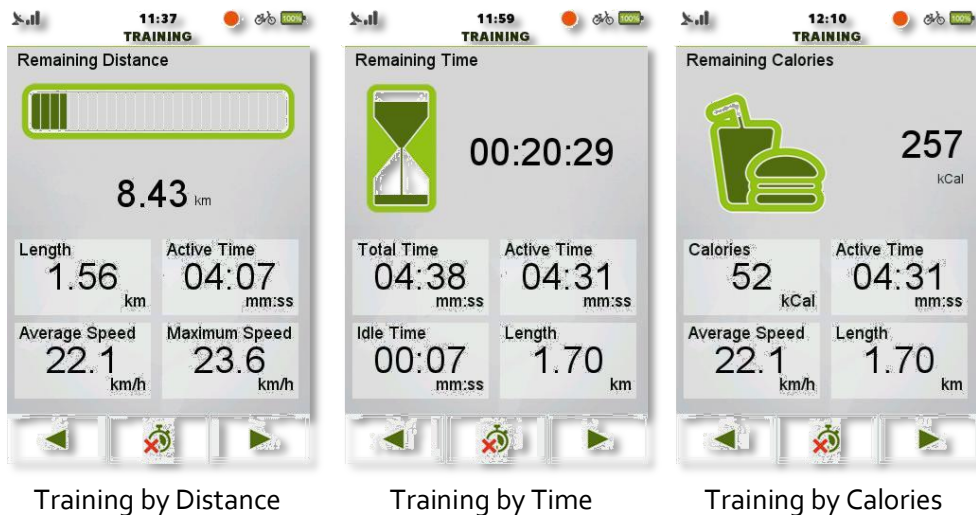 11:37
100%
TRAINING
Remaining Distance
8.43 km
Length
1.56
km
Active Time
04:07
mm:ss
Average Speed
22.1
km/h
Maximum Speed
23.6
km/h
Training by Distance
11:59
100%
TRAINING
Remaining Time
00:20:29
Total Time
04:38
mm:ss
Active Time
04:31
mm:ss
Idle Time
00:07
mm:ss
Length
1.70
km
Training by Time
12:10
100%
TRAINING
Remaining Calories
257
kCal
Calories
52
kCal
Active Time
04:31
mm:ss
Average Speed
22.1
km/h
Length
1.70
km
Training by Calories